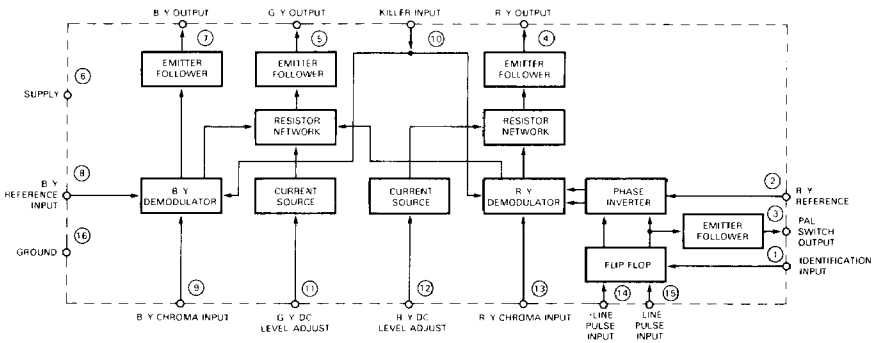 B Y OUTPUT
G Y OUTPUT
KILLER INPUT
R Y OUTPUT
7
5
10
4
EMITTER
FOLLOWER
EMITTER
FOLLOWER
EMITTER
FOLLOWER
6
SUPPLY
RESISTOR
NETWORK
RESISTOR
NETWORK
8
B Y
REFERENCE
INPUT
B Y
DEMODULATOR
CURRENT
SOURCE
CURRENT
SOURCE
R Y
DEMODULATOR
PHASE
INVERTER
2
R Y
REFERENCE
3
PAL
SWITCH
OUTPUT
EMITTER
FOLLOWER
16
GROUND
FLIP FLOP
1
IDENTIFICATION
INPUT
9
11
12
13
14
15
B Y CHROMA INPUT
G Y DC
LEVEL ADJUST
R Y DC
LEVEL ADJUST
R Y CHROMA INPUT
LINE
PULSE
INPUT
LINE
PULSE
INPUT